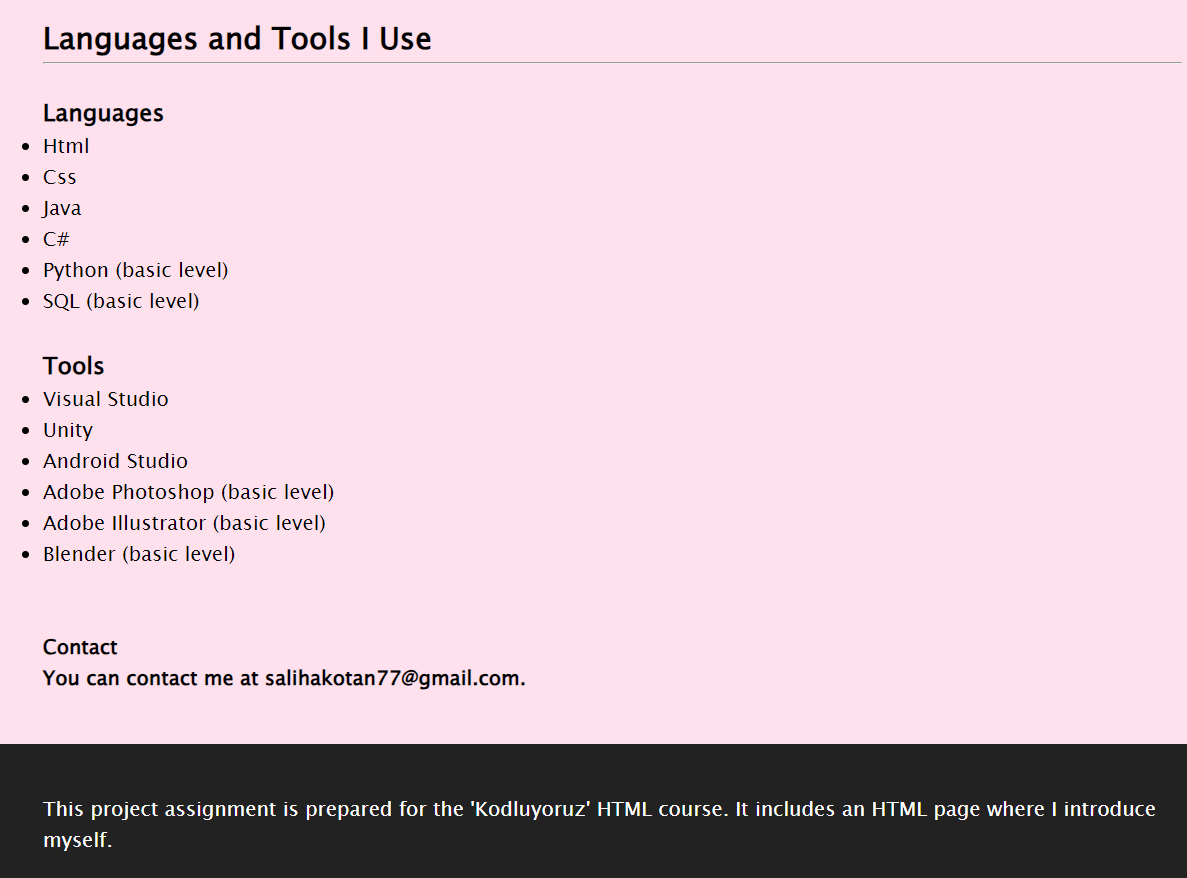 Languages and Tools I Use
Languages
Html
Css
Java
C#
Python (basic level)
SQL (basic level)
Tools
Visual Studio
Unity
Android Studio
Adobe Photoshop (basic level)
Adobe Illustrator (basic level)
Blender (basic level)
Contact
You can contact me at salihakotan77@gmail.com.
This project assignment is prepared for the 'Kodluyoruz' HTML course. It includes an HTML page where I introduce
myself.